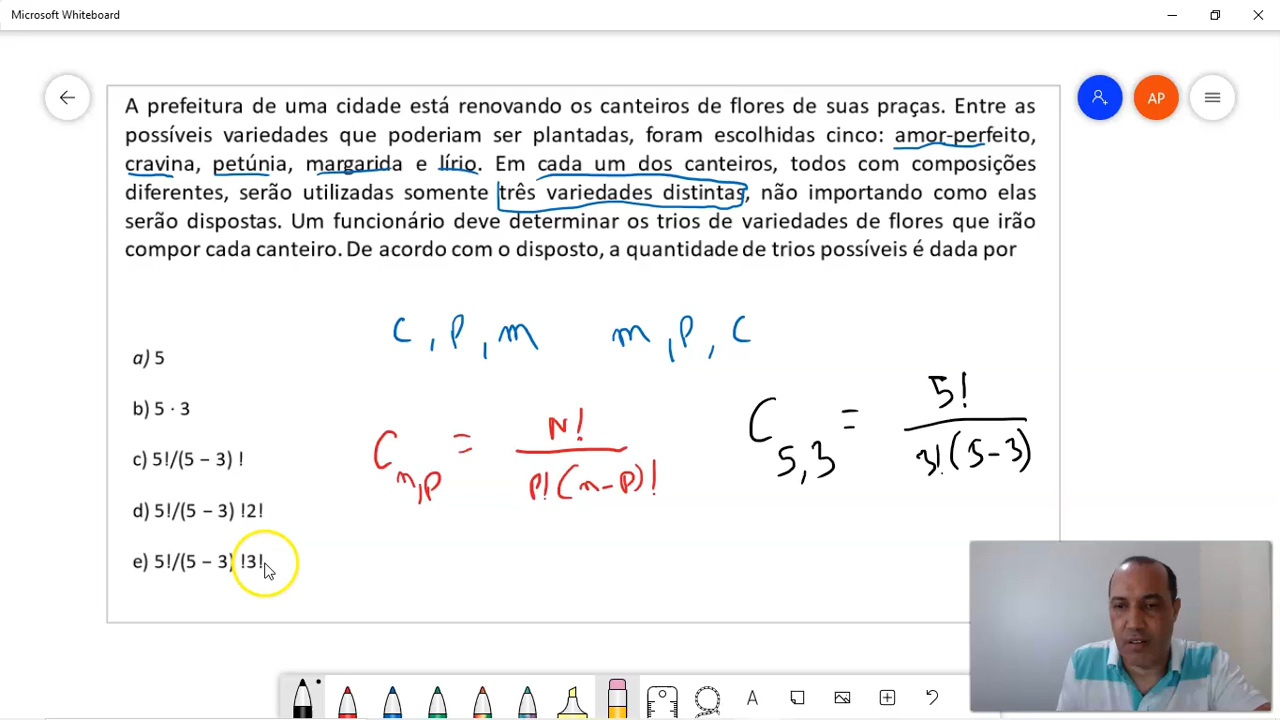 Microsoft Whiteboard
AP
A prefeitura de uma cidade está renovando os canteiros de flores de suas praças. Entre as
possíveis variedades que poderiam ser plantadas, foram escolhidas cinco: amor-perfeito,
cravina, petúnia, margarida e lírio. Em cada um dos canteiros, todos com composições
diferentes, serão utilizadas somente três variedades distintas, não importando como elas
serão dispostas. Um funcionário deve determinar os trios de variedades de flores que irão
compor cada canteiro. De acordo com o disposto, a quantidade de trios possíveis é dada por
C, P, m m, P, C
a) 5
b) 5 · 3
c) 5!/(5 − 3) !
d) 5!/(5 − 3) !2!
e) 5!/(5 − 3) !3!
C n,p = N! / p!(n-p)!
C 5,3 = 5! / 3!(5-3)
A